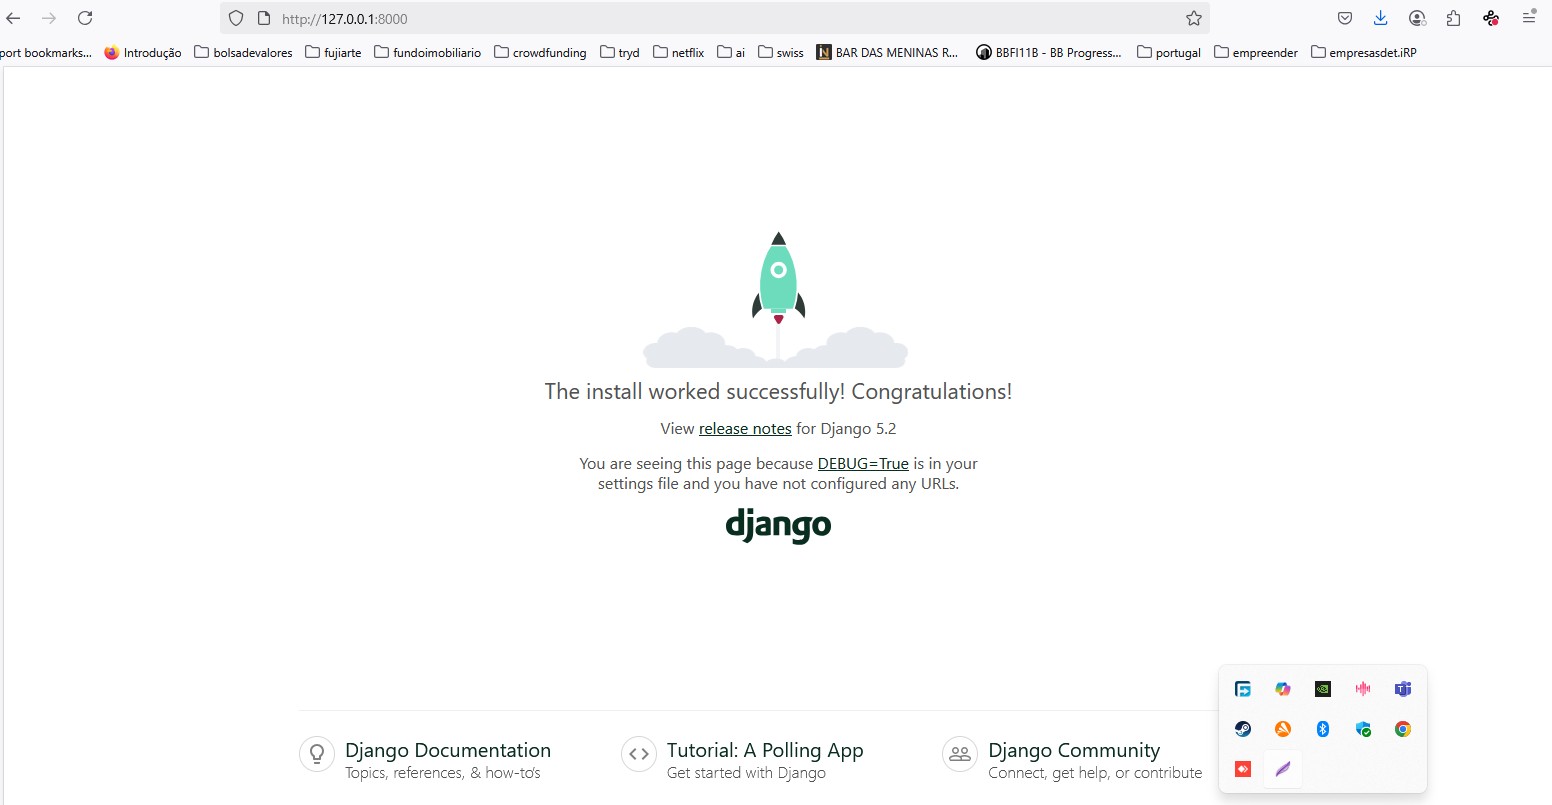 http://127.0.0.1:8000
port bookmarks... Introdução bolsadevalores fujiarte fundoimobiliario crowdfunding tryd netflix ai swiss BAR DAS MENINAS R... BBFI11B - BB Progress... portugal empreender empresasdet.iRP
The install worked successfully! Congratulations!
View release notes for Django 5.2
You are seeing this page because DEBUG=True is in your
settings file and you have not configured any URLs.
django
Django Documentation
Topics, references, & how-to's
Tutorial: A Polling App
Get started with Django
Django Community
Connect, get help, or contribute